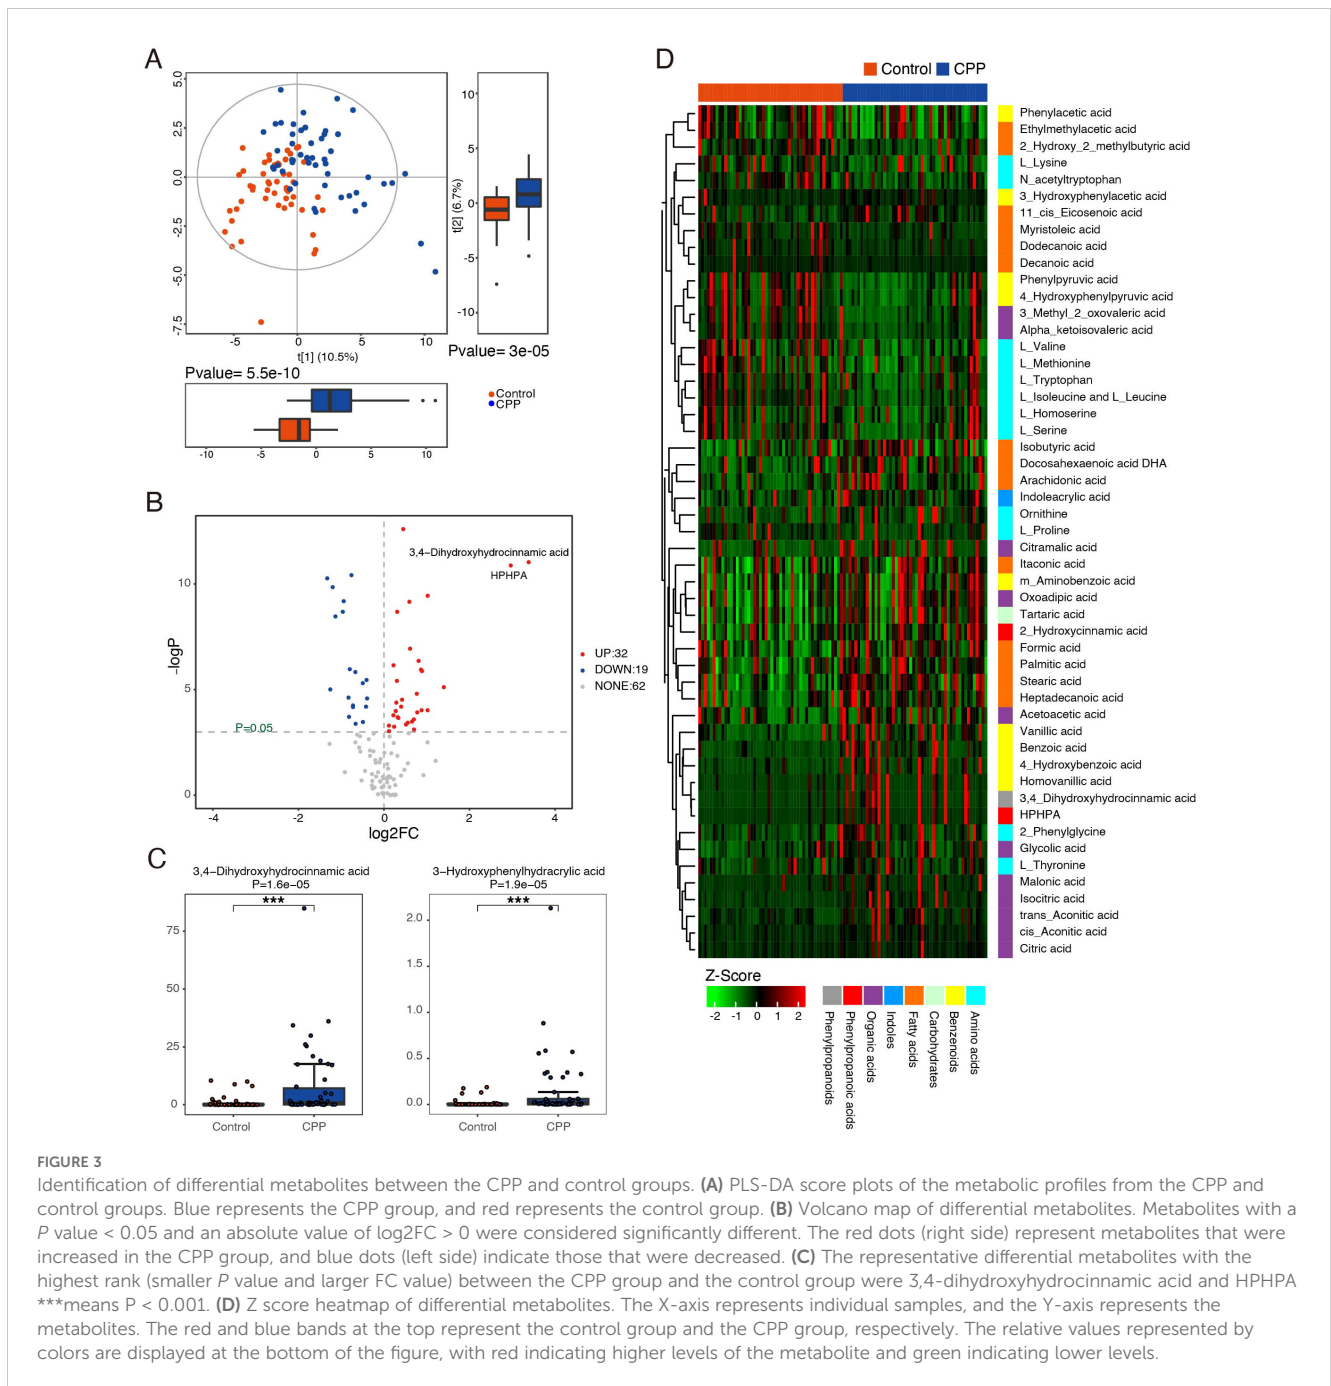 A
5.0
2.5
0.0
-2.5
-5.0
-7.5
-5
0
5
10
t[1] (10.5%)
10
5
0
-5
-10
t[2] (6.7%)
Pvalue= 3e-05
Pvalue= 5.5e-10
-10
-5
0
5
10
Control
CPP
B
10
5
0
-logP
3,4–Dihydroxyhydrocinnamic acid
HPHPA
P=0.05
-4
-2
0
2
4
log2FC
UP:32
DOWN:19
NONE:62
C
3,4–Dihydroxyhydrocinnamic acid
P=1.6e–05
***
75
50
25
0
Control
CPP
3–Hydroxyphenylhydracrylic acid
P=1.9e–05
***
2.0
1.0
0.5
0.0
Control
CPP
D
Control
CPP
Phenylacetic acid
Ethylmethylacetic acid
2_Hydroxy_2_methylbutyric acid
L_Lysine
N_acetyltryptophan
3_Hydroxyphenylacetic acid
11_cis_Eicosenoic acid
Myristoleic acid
Dodecanoic acid
Decanoic acid
Phenylpyruvic acid
4_Hydroxyphenylpyruvic acid
3_Methyl_2_oxovaleric acid
Alpha_ketoisovaleric acid
L_Valine
L_Methionine
L_Tryptophan
L_Isoleucine and L_Leucine
L_Homoserine
L_Serine
Isobutyric acid
Docosahexaenoic acid DHA
Arachidonic acid
Indoleacrylic acid
Ornithine
L_Proline
Citramalic acid
Itaconic acid
m_Aminobenzoic acid
Oxoadipic acid
Tartaric acid
2_Hydroxycinnamic acid
Formic acid
Palmitic acid
Stearic acid
Heptadecanoic acid
Acetoacetic acid
Vanillic acid
Benzoic acid
4_Hydroxybenzoic acid
Homovanillic acid
3,4_Dihydroxyhydrocinnamic acid
HPHPA
2_Phenylglycine
Glycolic acid
L_Thyronine
Malonic acid
Isocitric acid
trans_Aconitic acid
cis_Aconitic acid
Citric acid
Z-Score
-2 -1 0 1 2
Phenylpropanoids
Phenylpropanoic acids
Organic acids
Indoles
Fatty acids
Carbohydrates
Benzenoids
Amino acids
FIGURE 3
Identification of differential metabolites between the CPP and control groups. (A) PLS-DA score plots of the metabolic profiles from the CPP and
control groups. Blue represents the CPP group, and red represents the control group. (B) Volcano map of differential metabolites. Metabolites with a
P value < 0.05 and an absolute value of log2FC > 0 were considered significantly different. The red dots (right side) represent metabolites that were
increased in the CPP group, and blue dots (left side) indicate those that were decreased. (C) The representative differential metabolites with the
highest rank (smaller P value and larger FC value) between the CPP group and the control group were 3,4-dihydroxyhydrocinnamic acid and HPHPA
***means P < 0.001. (D) Z score heatmap of differential metabolites. The X-axis represents individual samples, and the Y-axis represents the
metabolites. The red and blue bands at the top represent the control group and the CPP group, respectively. The relative values represented by
colors are displayed at the bottom of the figure, with red indicating higher levels of the metabolite and green indicating lower levels.